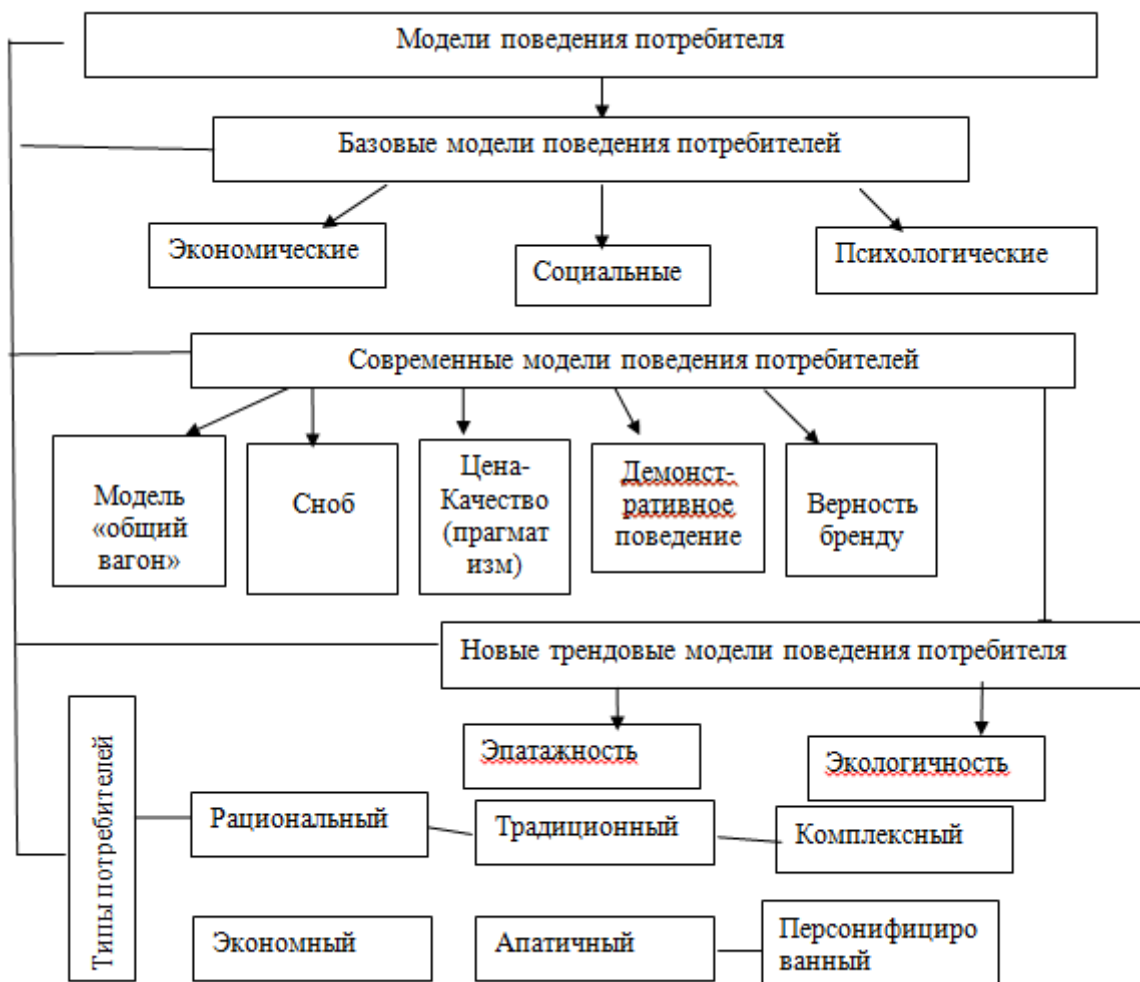 Модели поведения потребителя
Базовые модели поведения потребителей
Экономические
Социальные
Психологические
Современные модели поведения потребителей
Модель
«общий
вагон»
Сноб
Цена-
Качество
(прагмат
изм)
Демонст-
ративное
поведение
Верность
бренду
Новые трендовые модели поведения потребителя
Эпатажность
Экологичность
Типы потребителей
Рациональный
Традиционный
Комплексный
Экономный
Апатичный
Персонифициро
ванный